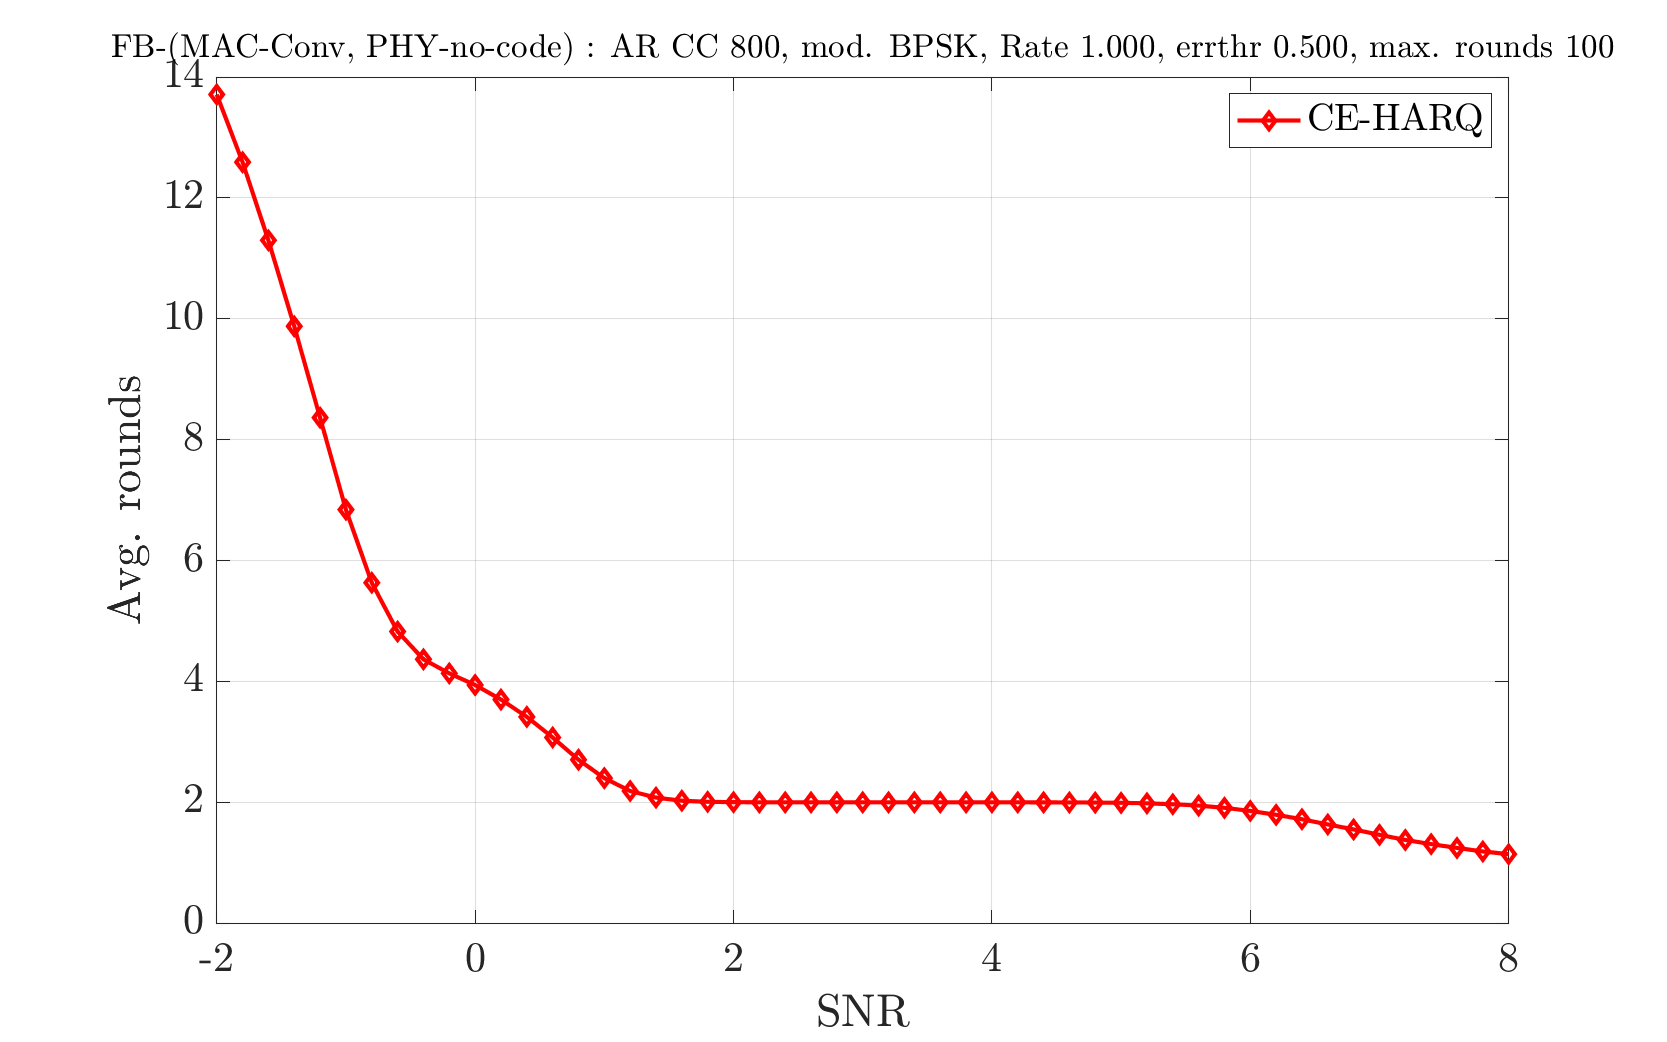 FB-(MAC-Conv, PHY-no-code) : AR CC 800, mod. BPSK, Rate 1.000, errthr 0.500, max. rounds 100
CE-HARQ
14
12
10
8
6
4
2
0
Avg. rounds
-2 0 2 4 6 8
SNR